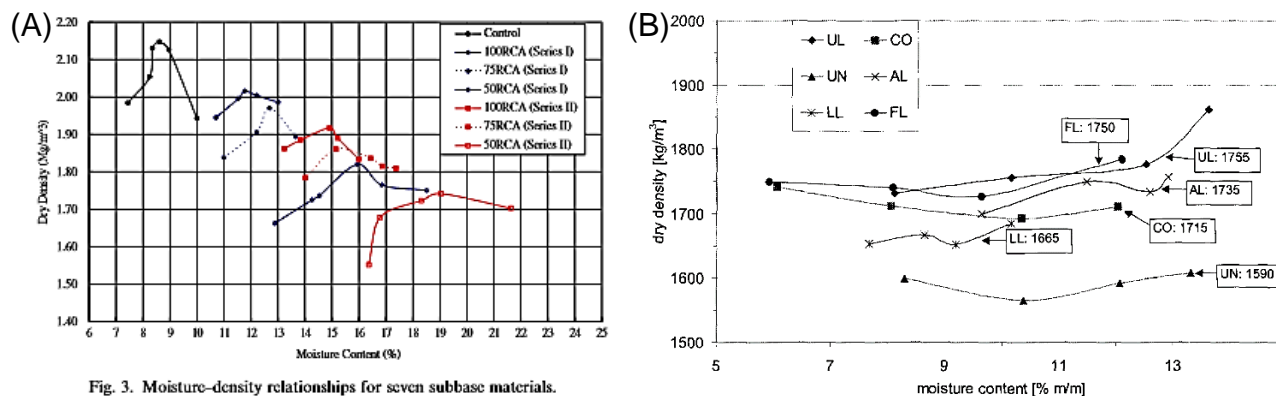 (A)
2.20
2.10
2.00
1.90
1.80
1.70
1.60
1.50
1.40
Dry Density (Mg/m^3)
6 7 8 9 10 11 12 13 14 15 16 17 18 19 20 21 22 23 24 25
Moisture Content (%)
Control
100RCA (Series I)
75RCA (Series I)
50RCA (Series I)
100RCA (Series II)
75RCA (Series II)
50RCA (Series II)
Fig. 3. Moisture–density relationships for seven subbase materials.
(B)
2000
1900
1800
1700
1600
1500
dry density [kg/m³]
UL CO
UN AL
LL FL
FL: 1750
UL: 1755
AL: 1735
CO: 1715
LL: 1665
UN: 1590
5 7 9 11 13
moisture content [% m/m]